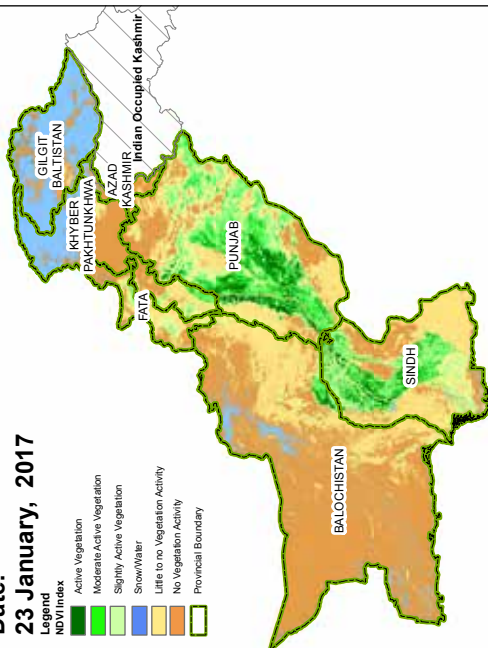 Date:
23 January, 2017
Legend
NDVI Index
Active Vegetation
Moderate Active Vegetation
Slightly Active Vegetation
Snow/Water
Little to no Vegetation Activity
No Vegetation Activity
Provincial Boundary
GILGIT
BALTISTAN
KHYBER
PAKHTUNKHWA
AZAD
KASHMIR
Indian Occupied Kashmir
FATA
PUNJAB
BALOCHISTAN
SINDH